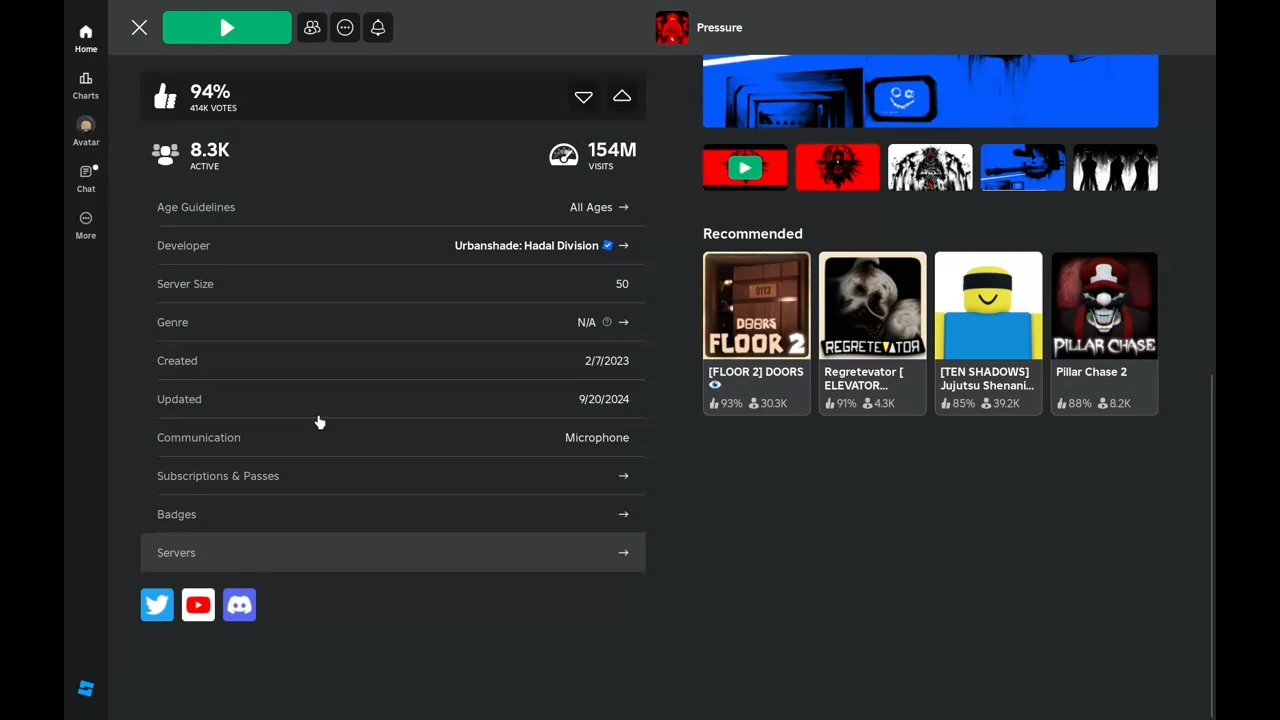 Pressure
Home
Charts
Avatar
Chat
More
94%
414K VOTES
8.3K
ACTIVE
154M
VISITS
Age Guidelines
All Ages →
Developer
Urbanshade: Hadal Division →
Server Size
50
Genre
N/A →
Created
2/7/2023
Updated
9/20/2024
Communication
Microphone
Subscriptions & Passes →
Badges →
Servers →
Recommended
0113
DOORS
FLOOR 2
[FLOOR 2] DOORS
93% 30.3K
REGRETEVATOR
Regretevator [
ELEVATOR...
91% 4.3K
[TEN SHADOWS]
Jujutsu Shenani...
85% 39.2K
PILLAR CHASE
Pillar Chase 2
88% 8.2K